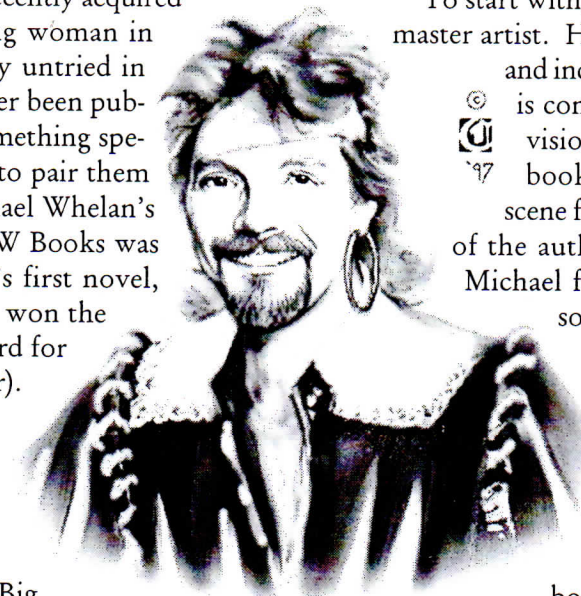 ecently acquired
g woman in
y untried in
er been pub-
mething spe-
to pair them
ael Whelan's
W Books was
's first novel,
won the
rd for
r).
Big
To start with
master artist. H
and inc
© is con
'97 visio
book
scene f
of the auth
Michael f
so
bo